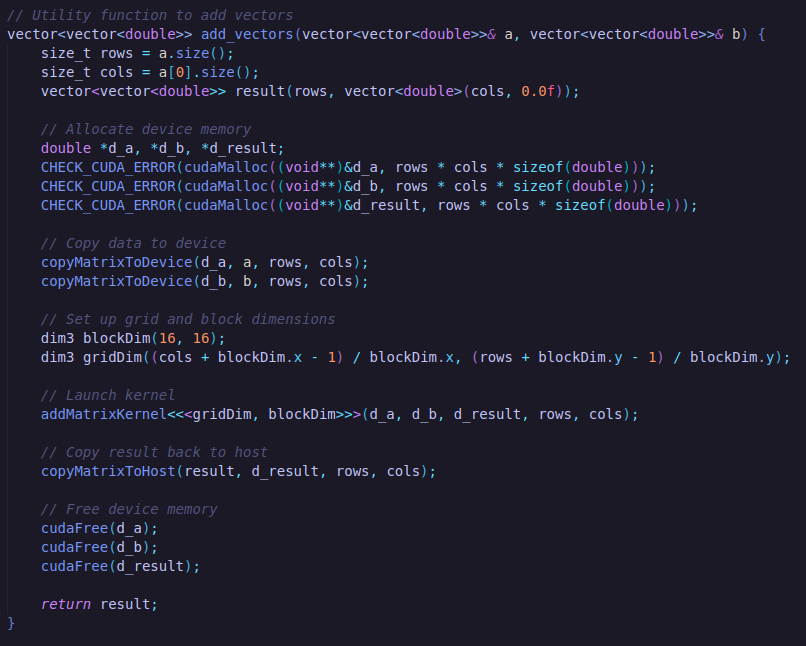 // Utility function to add vectors
vector<vector<double>> add_vectors(vector<vector<double>>& a, vector<vector<double>>& b) {
    size_t rows = a.size();
    size_t cols = a[0].size();
    vector<vector<double>> result(rows, vector<double>(cols, 0.0f));

    // Allocate device memory
    double *d_a, *d_b, *d_result;
    CHECK_CUDA_ERROR(cudaMalloc((void**)&d_a, rows * cols * sizeof(double)));
    CHECK_CUDA_ERROR(cudaMalloc((void**)&d_b, rows * cols * sizeof(double)));
    CHECK_CUDA_ERROR(cudaMalloc((void**)&d_result, rows * cols * sizeof(double)));

    // Copy data to device
    copyMatrixToDevice(d_a, a, rows, cols);
    copyMatrixToDevice(d_b, b, rows, cols);

    // Set up grid and block dimensions
    dim3 blockDim(16, 16);
    dim3 gridDim((cols + blockDim.x - 1) / blockDim.x, (rows + blockDim.y - 1) / blockDim.y);

    // Launch kernel
    addMatrixKernel<<<gridDim, blockDim>>>(d_a, d_b, d_result, rows, cols);

    // Copy result back to host
    copyMatrixToHost(result, d_result, rows, cols);

    // Free device memory
    cudaFree(d_a);
    cudaFree(d_b);
    cudaFree(d_result);

    return result;
}